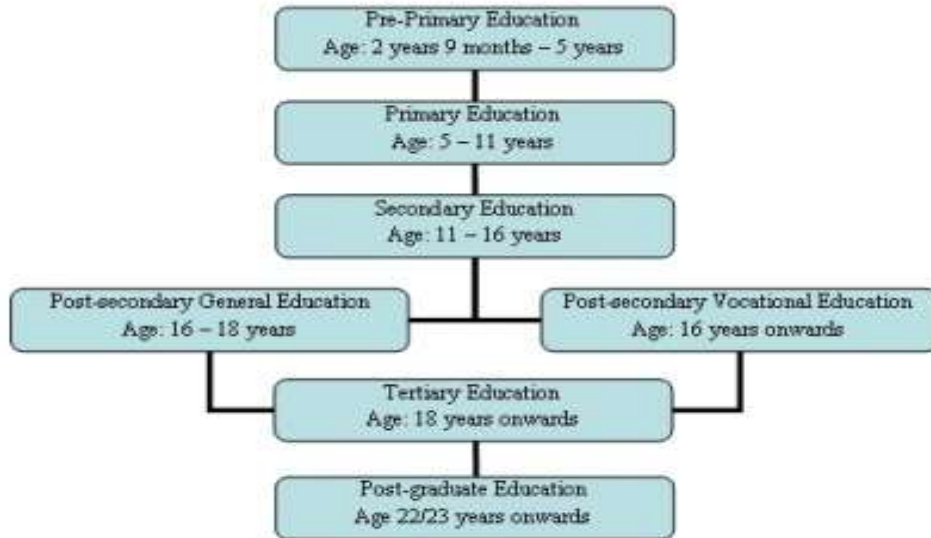 Pre-Primary Education
Age: 2 years 9 months – 5 years
Primary Education
Age: 5 – 11 years
Secondary Education
Age: 11 – 16 years
Post-secondary General Education
Age: 16 – 18 years
Post-secondary Vocational Education
Age: 16 years onwards
Tertiary Education
Age: 18 years onwards
Post-graduate Education
Age 22/23 years onwards